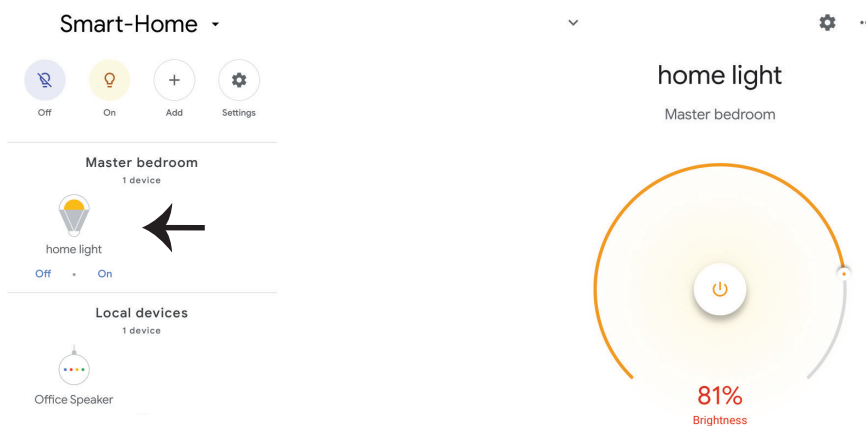 Smart-Home
Off On Add Settings
Master bedroom
1 device
home light
Off • On
Local devices
1 device
Office Speaker
home light
Master bedroom
81%
Brightness